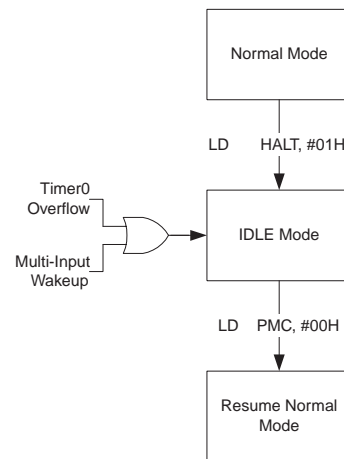 Normal Mode
LD HALT, #01H
Timer0
Overflow
IDLE Mode
Multi-Input
Wakeup
LD PMC, #00H
Resume Normal
Mode